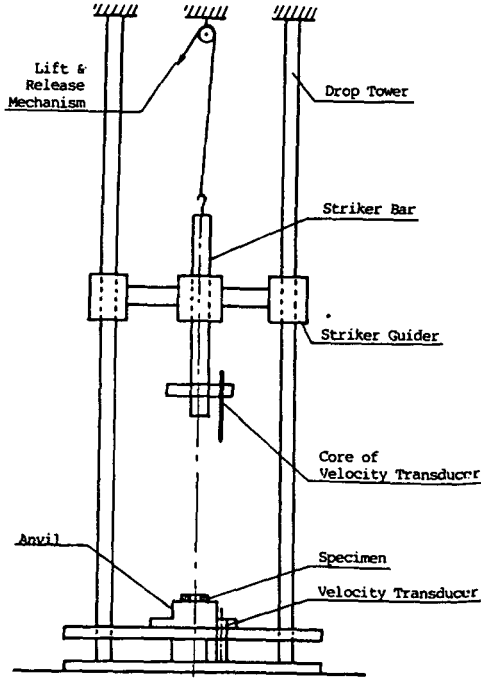 Lift &
Release
Mechanism
Drop Tower
Striker Bar
Striker Guider
Core of
Velocity Transducer
Anvil
Specimen
Velocity Transducer